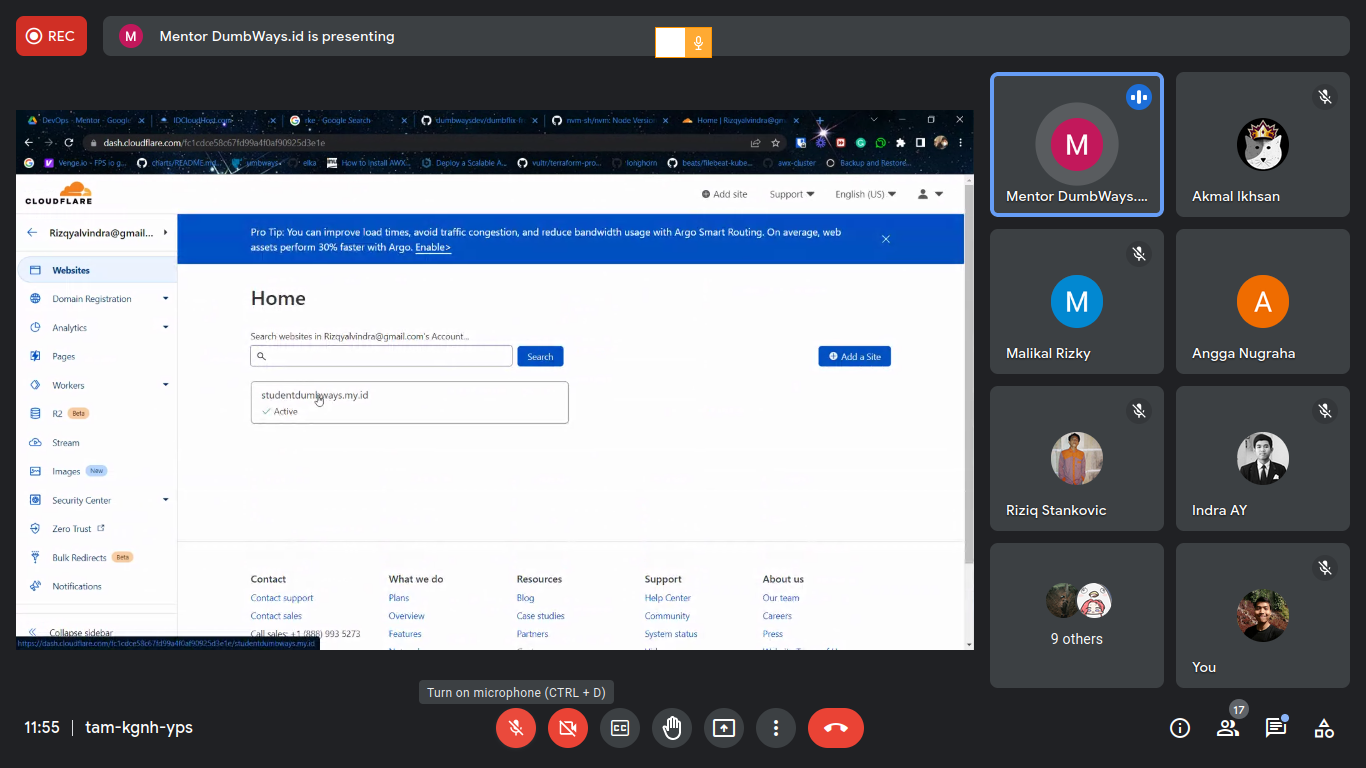 REC
M
Mentor DumbWays.id is presenting
DevOps - Mentor - Google
IDCloudHost.com
rke - Google Search
dumbwaysdev/dumbflix-f
nvm-sh/nvm: Node Version
Home | Rizqyalvindra@gm
dash.cloudflare.com/fc1cdce58c67fd99a4f0af90925d3e1e
Venge.io - FPS io g...
charts/README.md...
umbways
elka
How to Install AWX...
Deploy a Scalable A...
vultr/terraform-pro...
longhorn
beats/filebeat-kube...
awx-cluster
Backup and Restore...
CLOUDFLARE
Add site
Support
English (US)
Rizqyalvindra@gmail...
Pro Tip: You can improve load times, avoid traffic congestion, and reduce bandwidth usage with Argo Smart Routing. On average, web
assets perform 30% faster with Argo. Enable>
Websites
Domain Registration
Analytics
Pages
Workers
R2 Beta
Stream
Images New
Security Center
Zero Trust
Bulk Redirects Beta
Notifications
Collapse sidebar
Home
Search websites in Rizqyalvindra@gmail.com's Account...
Search
Add a Site
studentdumbways.my.id
Active
Contact
Contact support
Contact sales
Call sales: +1 (888) 993 5273
What we do
Plans
Overview
Features
Resources
Blog
Case studies
Partners
Support
Help Center
Community
System status
About us
Our team
Careers
Press
https://dash.cloudflare.com/fc1cdce58c67fd99a4f0af90925d3e1e/studentdumbways.my.id
M
Mentor DumbWays....
Akmal Ikhsan
M
Malikal Rizky
A
Angga Nugraha
Riziq Stankovic
Indra AY
9 others
You
Turn on microphone (CTRL + D)
11:55
tam-kgnh-yps
17